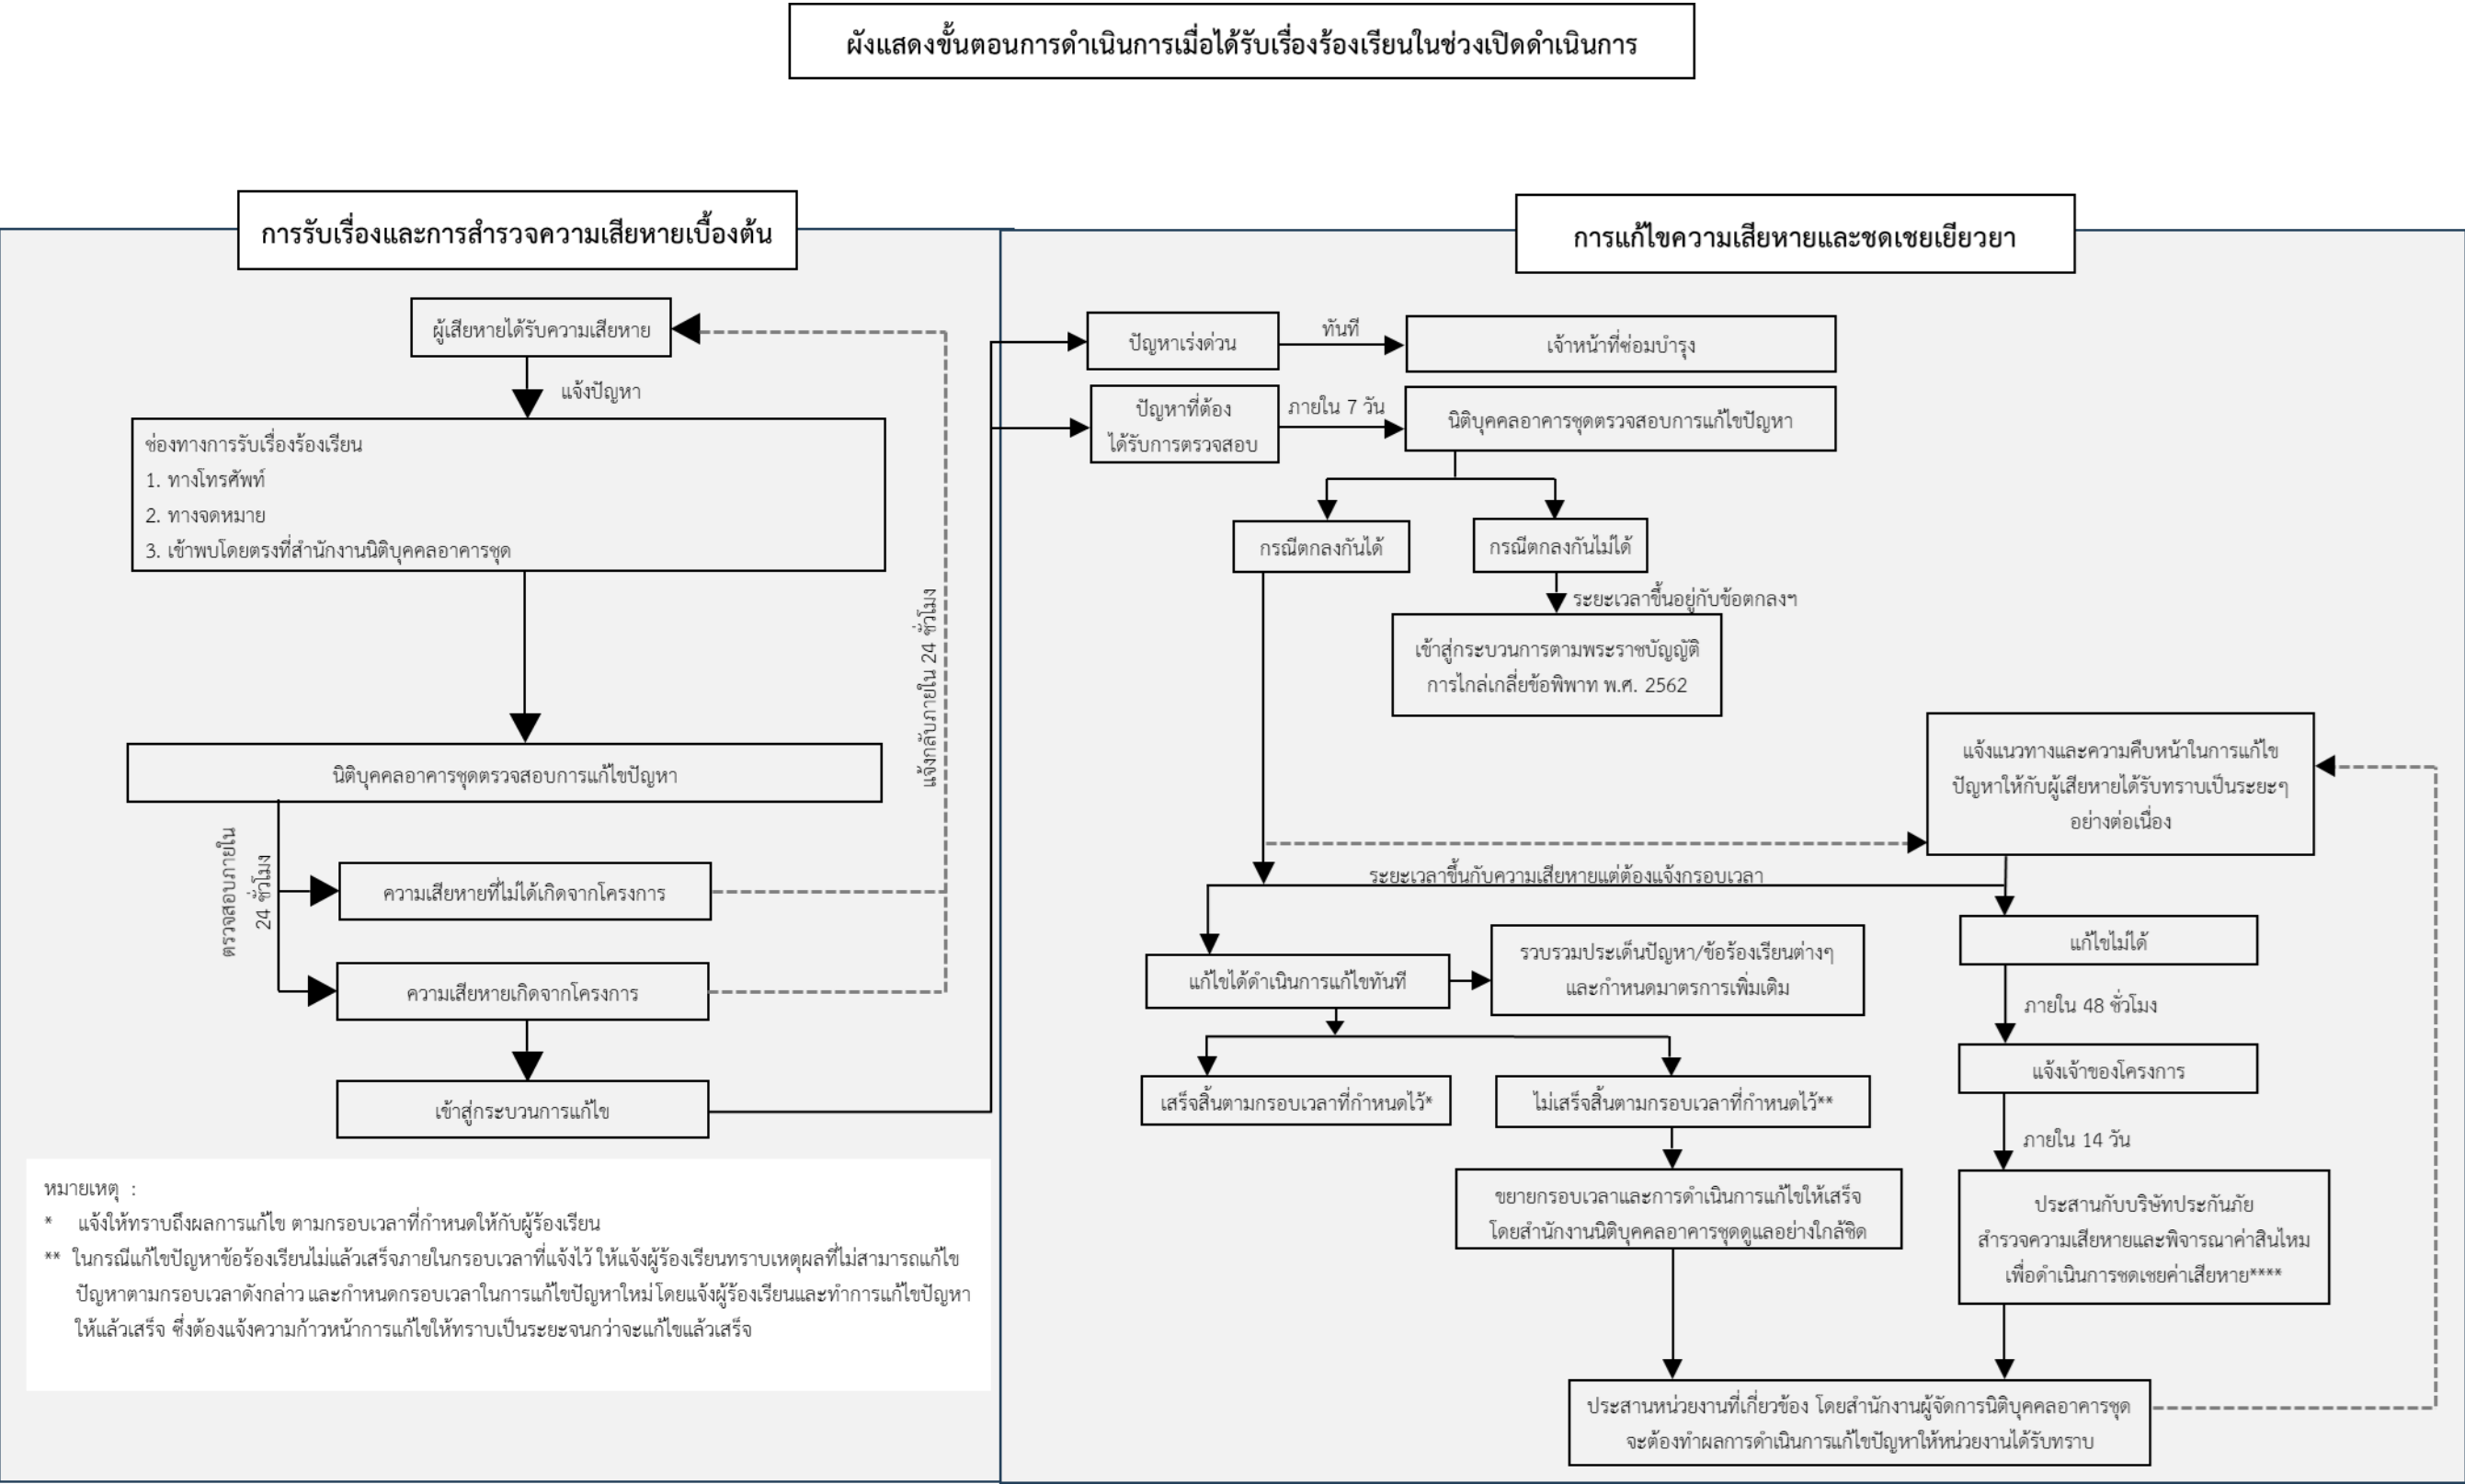 ผังแสดงขั้นตอนการดำเนินการเมื่อได้รับเรื่องร้องเรียนในช่วงเปิดดำเนินการ
การรับเรื่องและการสำรวจความเสียหายเบื้องต้น
ผู้เสียหายได้รับความเสียหาย
แจ้งปัญหา
ช่องทางการรับเรื่องร้องเรียน
1. ทางโทรศัพท์
2. ทางจดหมาย
3. เข้าพบโดยตรงที่สำนักงานนิติบุคคลอาคารชุด
แจ้งกลับภายใน 24 ชั่วโมง
นิติบุคคลอาคารชุดตรวจสอบการแก้ไขปัญหา
ตรวจสอบภายใน
24 ชั่วโมง
ความเสียหายที่ไม่ได้เกิดจากโครงการ
ความเสียหายเกิดจากโครงการ
เข้าสู่กระบวนการแก้ไข
หมายเหตุ :
* แจ้งให้ทราบถึงผลการแก้ไข ตามกรอบเวลาที่กำหนดให้กับผู้ร้องเรียน
** ในกรณีแก้ไขปัญหาข้อร้องเรียนไม่แล้วเสร็จภายในกรอบเวลาที่แจ้งไว้ ให้แจ้งผู้ร้องเรียนทราบเหตุผลที่ไม่สามารถแก้ไข
ปัญหาตามกรอบเวลาดังกล่าว และกำหนดกรอบเวลาในการแก้ไขปัญหาใหม่ โดยแจ้งผู้ร้องเรียนและทำการแก้ไขปัญหา
ให้แล้วเสร็จ ซึ่งต้องแจ้งความก้าวหน้าการแก้ไขให้ทราบเป็นระยะจนกว่าจะแก้ไขแล้วเสร็จ
การแก้ไขความเสียหายและชดเชยเยียวยา
ปัญหาเร่งด่วน
ทันที
เจ้าหน้าที่ซ่อมบำรุง
ปัญหาที่ต้อง
ได้รับการตรวจสอบ
ภายใน 7 วัน
นิติบุคคลอาคารชุดตรวจสอบการแก้ไขปัญหา
กรณีตกลงกันได้
กรณีตกลงกันไม่ได้
ระยะเวลาขึ้นอยู่กับข้อตกลงฯ
เข้าสู่กระบวนการตามพระราชบัญญัติ
การไกล่เกลี่ยข้อพิพาท พ.ศ. 2562
แจ้งแนวทางและความคืบหน้าในการแก้ไข
ปัญหาให้กับผู้เสียหายได้รับทราบเป็นระยะๆ
อย่างต่อเนื่อง
ระยะเวลาขึ้นกับความเสียหายแต่ต้องแจ้งกรอบเวลา
แก้ไขได้ดำเนินการแก้ไขทันที
รวบรวมประเด็นปัญหา/ข้อร้องเรียนต่างๆ
และกำหนดมาตรการเพิ่มเติม
แก้ไขไม่ได้
ภายใน 48 ชั่วโมง
แจ้งเจ้าของโครงการ
เสร็จสิ้นตามกรอบเวลาที่กำหนดไว้*
ไม่เสร็จสิ้นตามกรอบเวลาที่กำหนดไว้**
ภายใน 14 วัน
ขยายกรอบเวลาและการดำเนินการแก้ไขให้เสร็จ
โดยสำนักงานนิติบุคคลอาคารชุดดูแลอย่างใกล้ชิด
ประสานกับบริษัทประกันภัย
สำรวจความเสียหายและพิจารณาค่าสินไหม
เพื่อดำเนินการชดเชยค่าเสียหาย****
ประสานหน่วยงานที่เกี่ยวข้อง โดยสำนักงานผู้จัดการนิติบุคคลอาคารชุด
จะต้องทำผลการดำเนินการแก้ไขปัญหาให้หน่วยงานได้รับทราบ